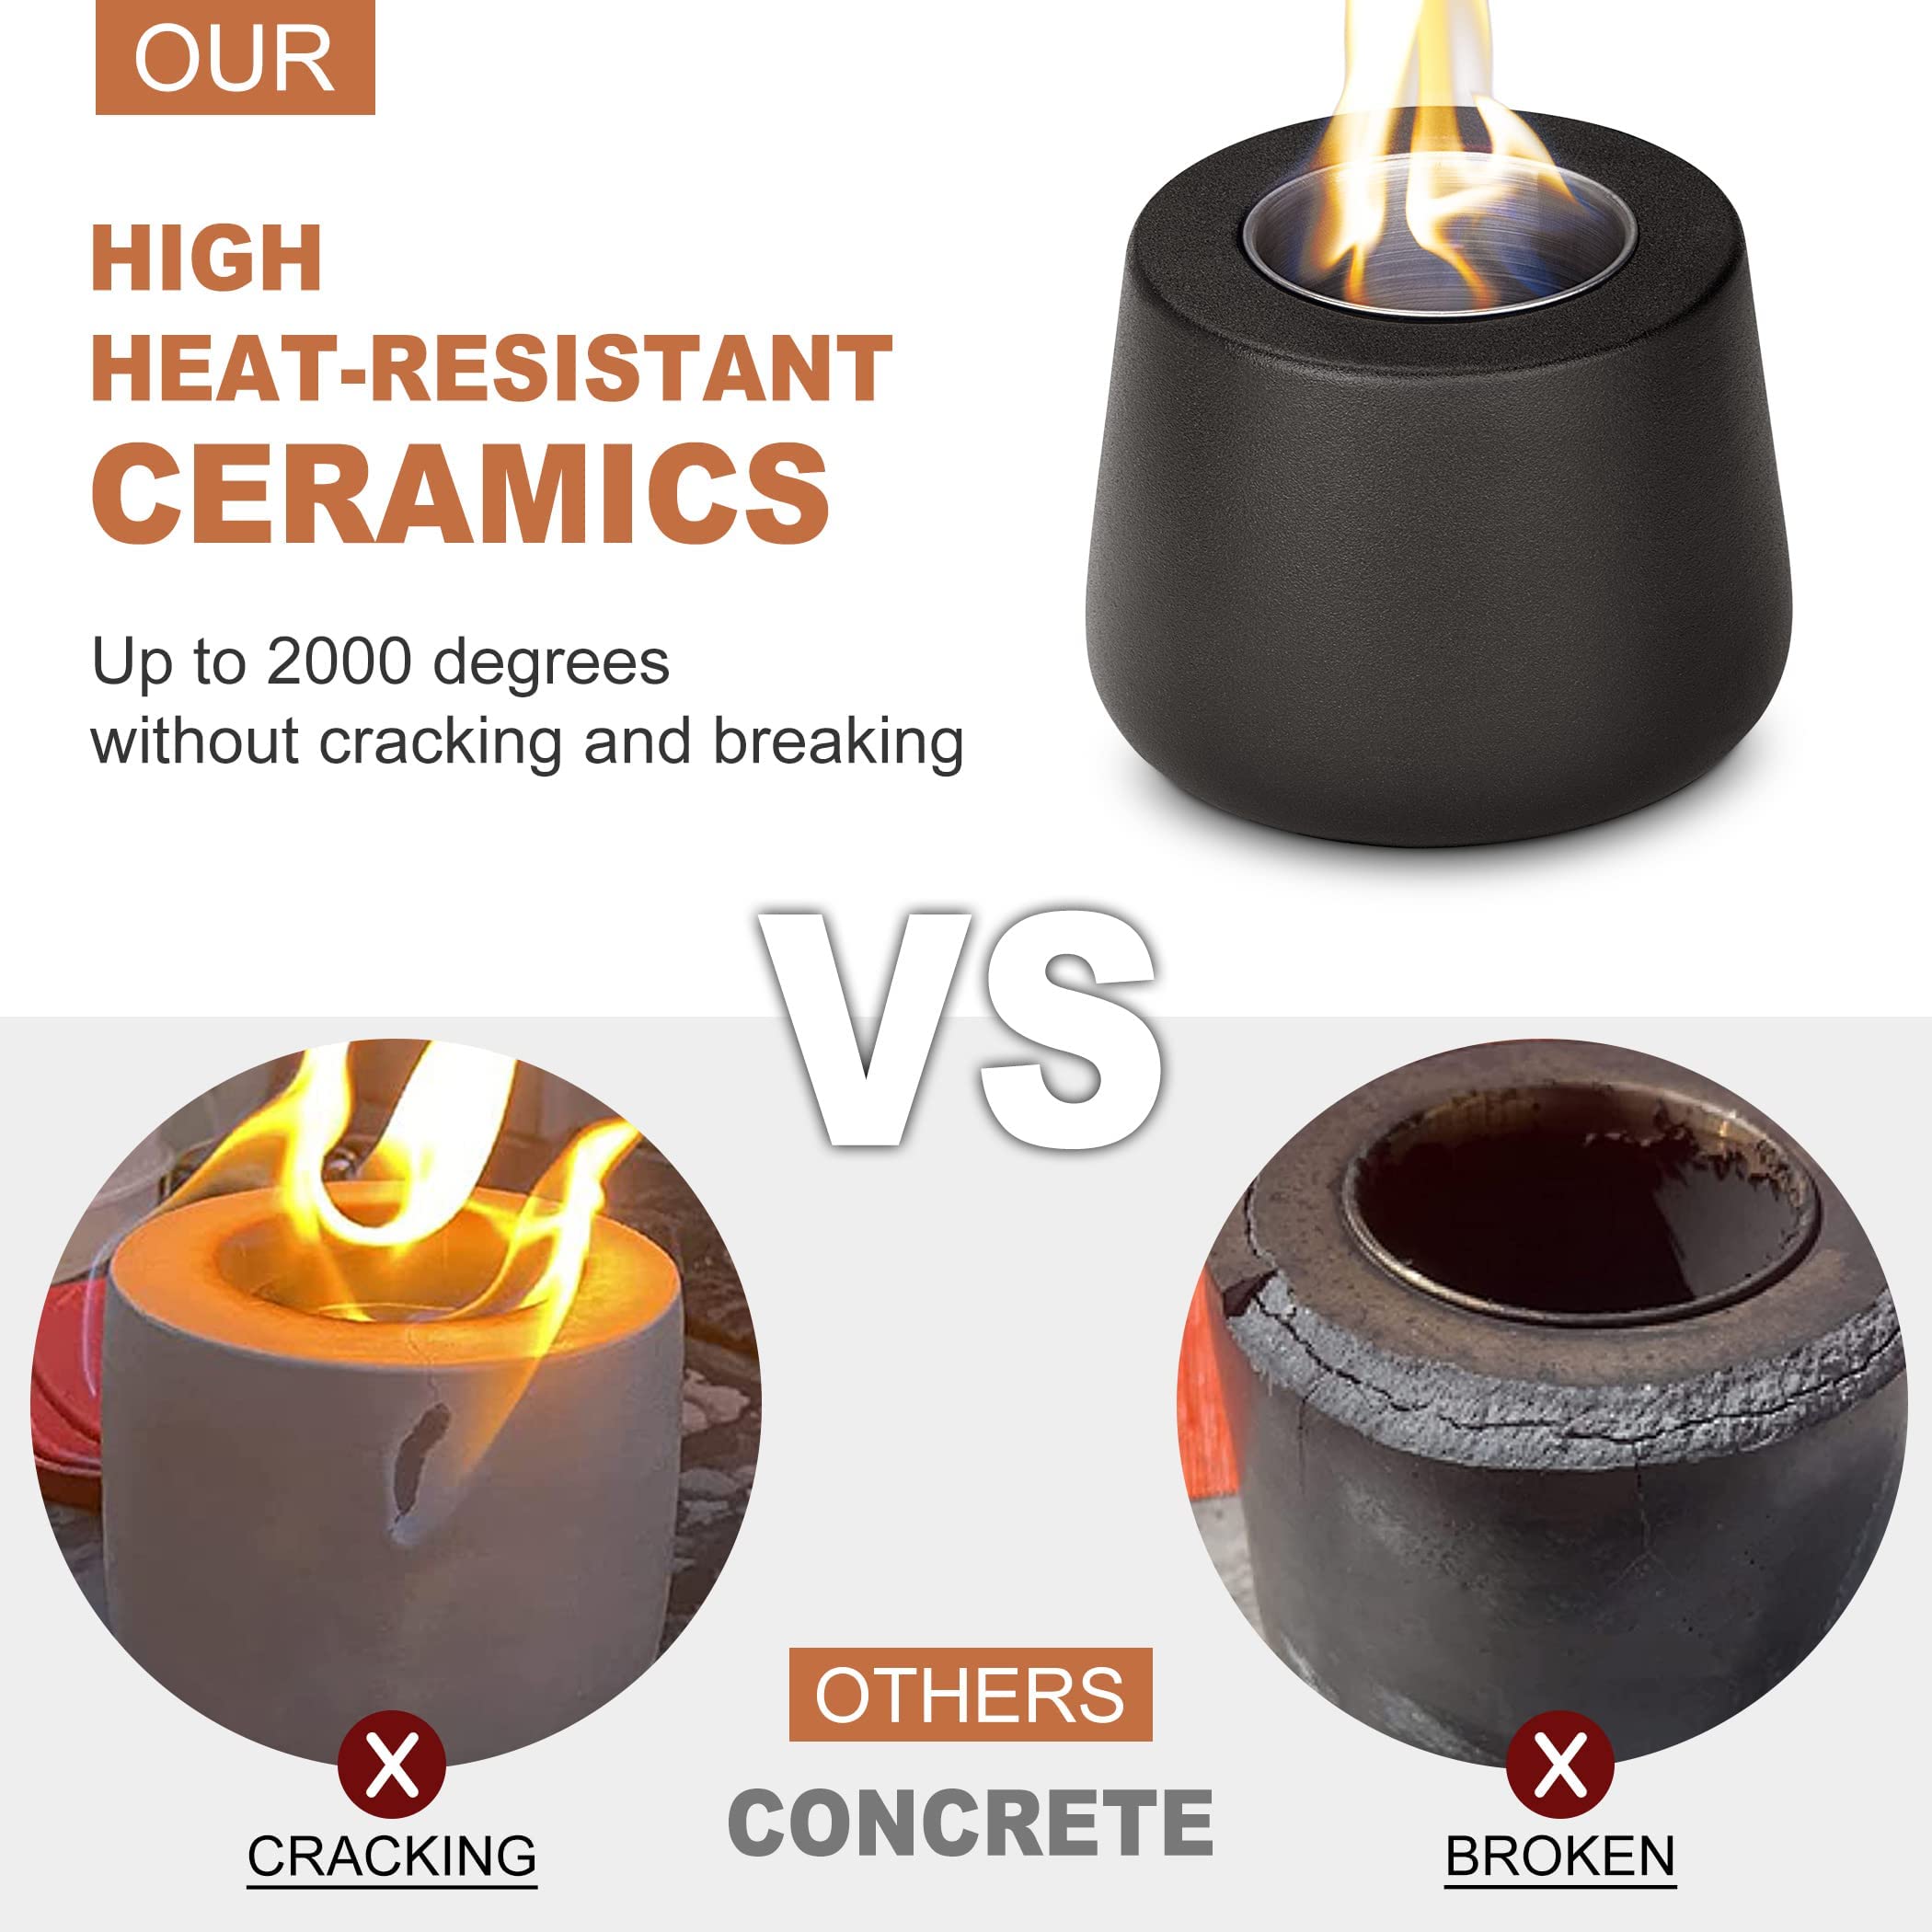 OUR
HIGH
HEAT-RESISTANT
CERAMICS
Up to 2000 degrees
without cracking and breaking
VS
X
CRACKING
OTHERS
CONCRETE
X
BROKEN